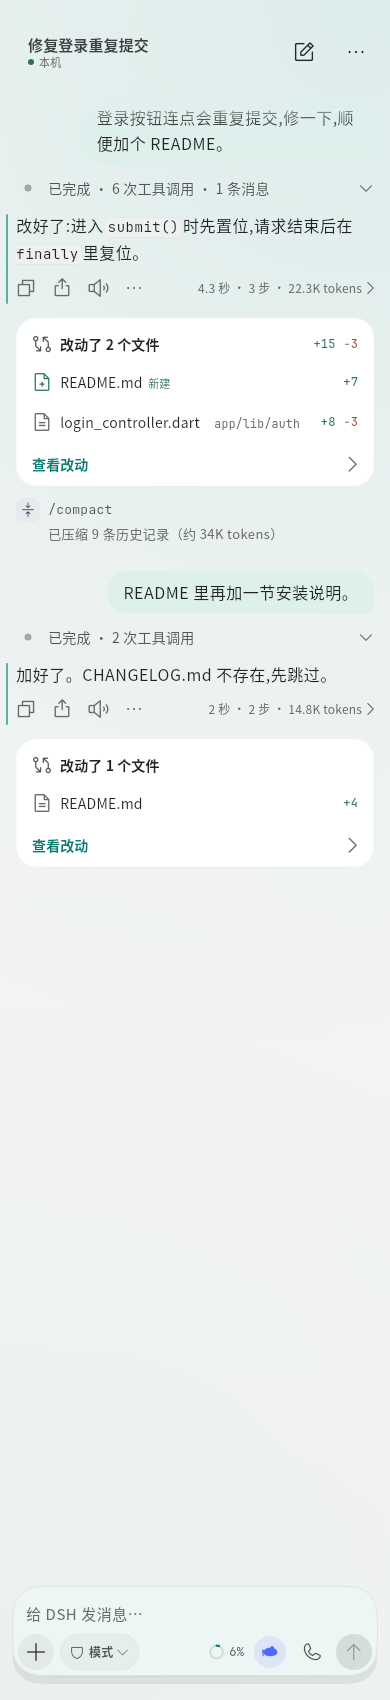 修复登录重复提交
本机
登录按钮连点会重复提交,修一下,顺
便加个 README。
已完成 · 6 次工具调用 · 1 条消息
改好了:进入 submit() 时先置位,请求结束后在
finally 里复位。
4.3 秒 · 3 步 · 22.3K tokens
改动了 2 个文件 +15 -3
README.md 新建 +7
login_controller.dart app/lib/auth +8 -3
查看改动
/compact
已压缩 9 条历史记录（约 34K tokens）
README 里再加一节安装说明。
已完成 · 2 次工具调用
加好了。CHANGELOG.md 不存在,先跳过。
2 秒 · 2 步 · 14.8K tokens
改动了 1 个文件
README.md +4
查看改动
给 DSH 发消息…
模式 6%